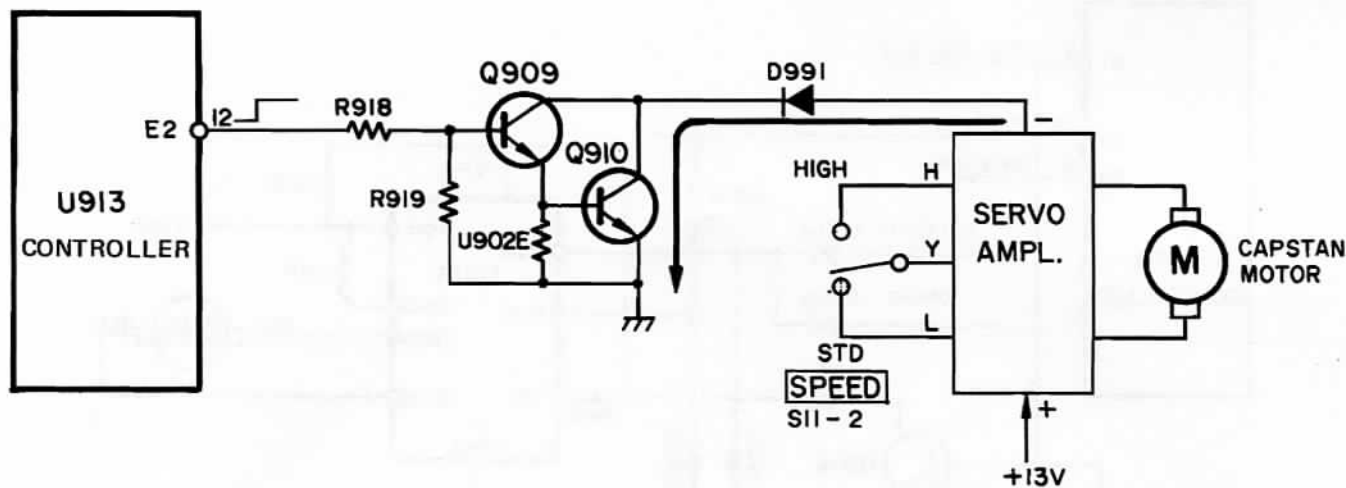 Q909
D991
R918
12
E2
Q910
HIGH
H
–
R919
U913
CONTROLLER
U902E
SERVO
AMPL.
Y
M
CAPSTAN
MOTOR
L
STD
SPEED
S11-2
+
+13V